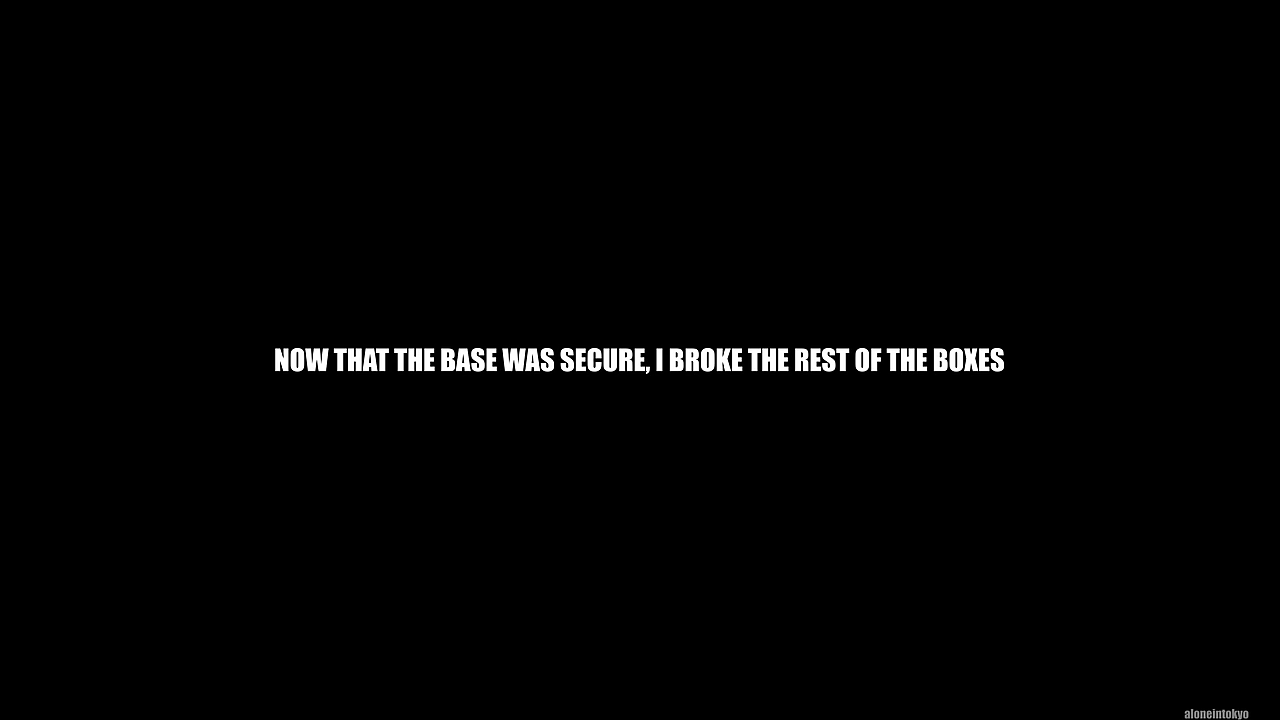 NOW THAT THE BASE WAS SECURE, I BROKE THE REST OF THE BOXES
aloneintokyo